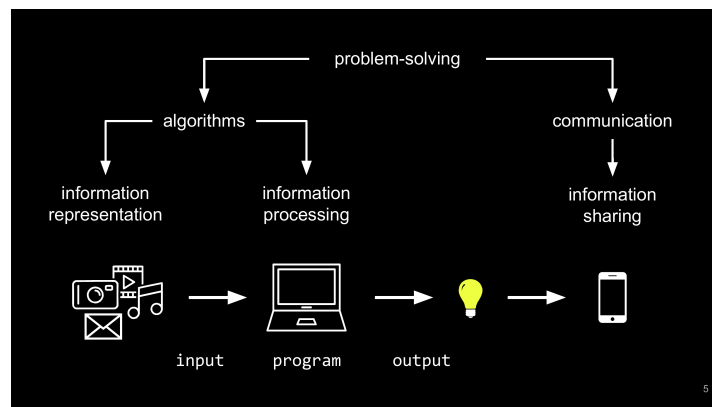 problem-solving
algorithms
communication
information
representation
information
processing
information
sharing
input
program
output
5